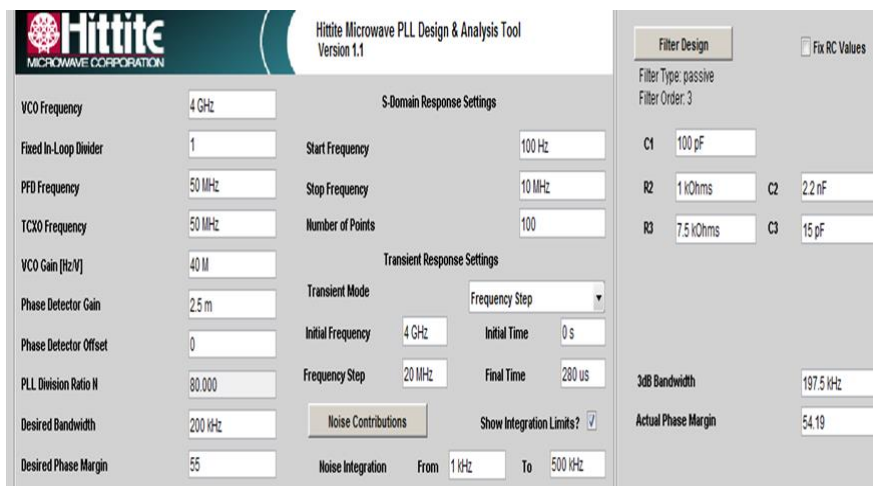 Hittite
MICROWAVE CORPORATION
Hittite Microwave PLL Design & Analysis Tool
Version 1.1
VCO Frequency 4 GHz
Fixed In-Loop Divider 1
PFD Frequency 50 MHz
TCXO Frequency 50 MHz
VCO Gain [Hz/V] 40 M
Phase Detector Gain 2.5 m
Phase Detector Offset 0
PLL Division Ratio N 80.000
Desired Bandwidth 200 kHz
Desired Phase Margin 55
S-Domain Response Settings
Start Frequency 100 Hz
Stop Frequency 10 MHz
Number of Points 100
Transient Response Settings
Transient Mode Frequency Step
Initial Frequency 4 GHz Initial Time 0 s
Frequency Step 20 MHz Final Time 280 us
Noise Contributions Show Integration Limits?
Noise Integration From 1 kHz To 500 kHz
Filter Design Fix RC Values
Filter Type: passive
Filter Order: 3
C1 100 pF
R2 1 kOhms C2 2.2 nF
R3 7.5 kOhms C3 15 pF
3dB Bandwidth 197.5 kHz
Actual Phase Margin 54.19